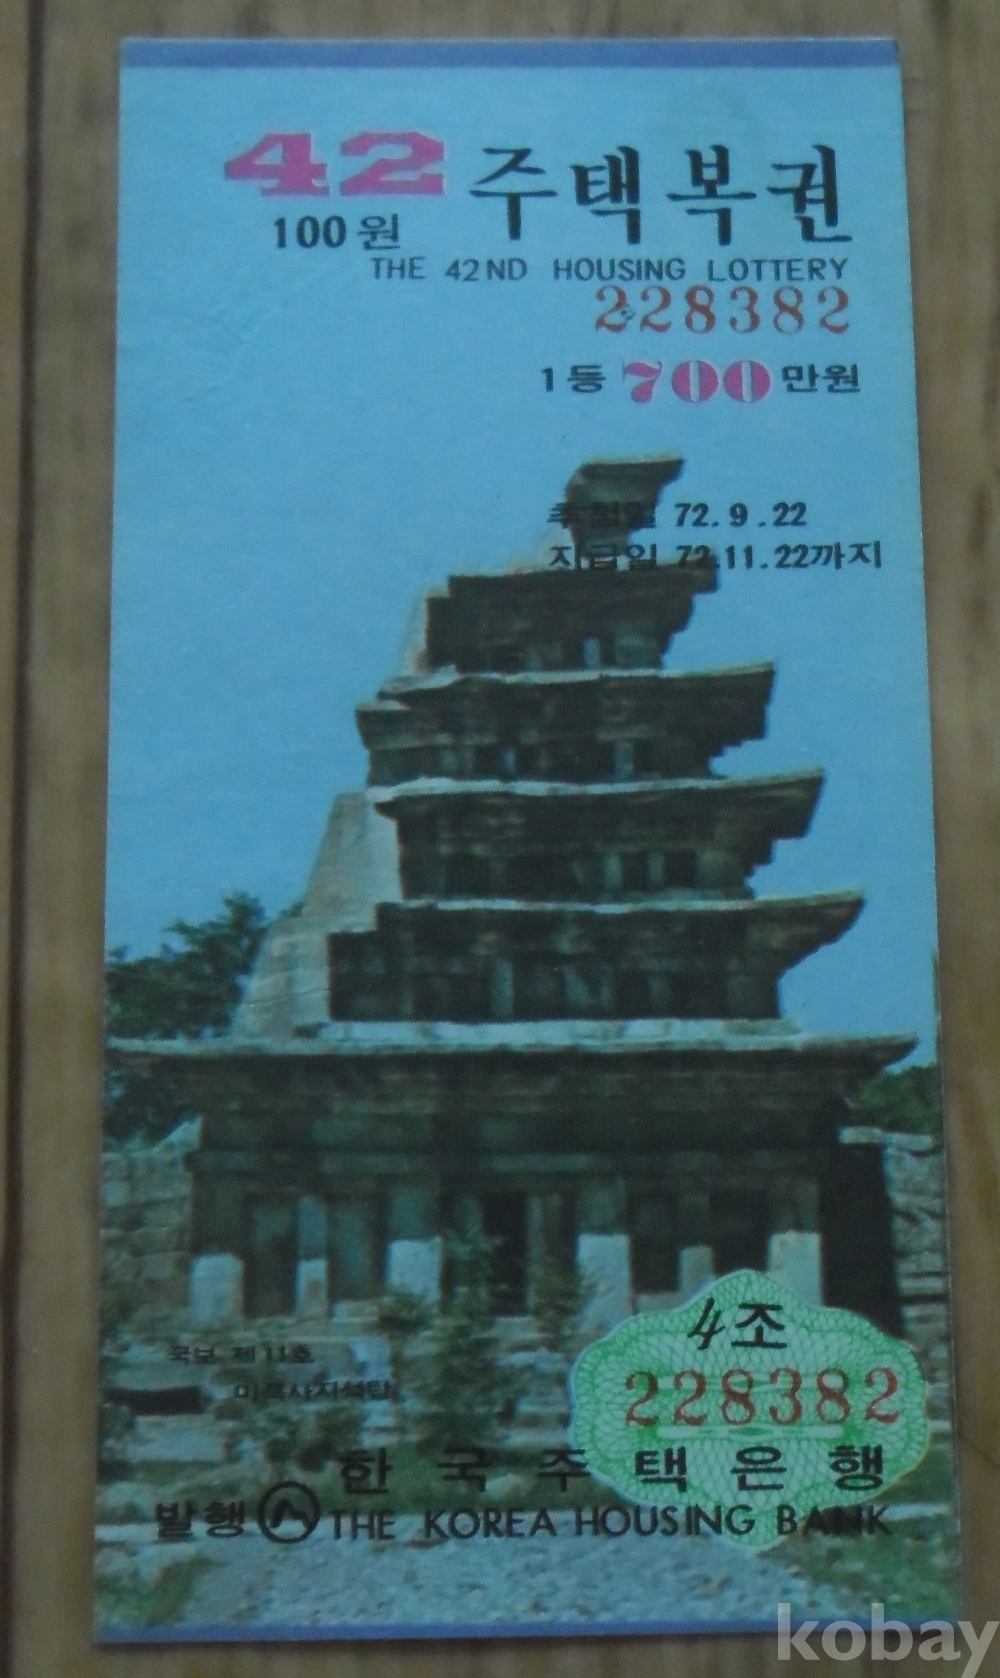 42 주택복권
100원
THE 42ND HOUSING LOTTERY
228382
1등 700만원
추첨일 72.9.22
지급일 72.11.22까지
4조
228382
국보 제11호
미륵사지석탑
한국주택은행
발행 THE KOREA HOUSING BANK
kobay